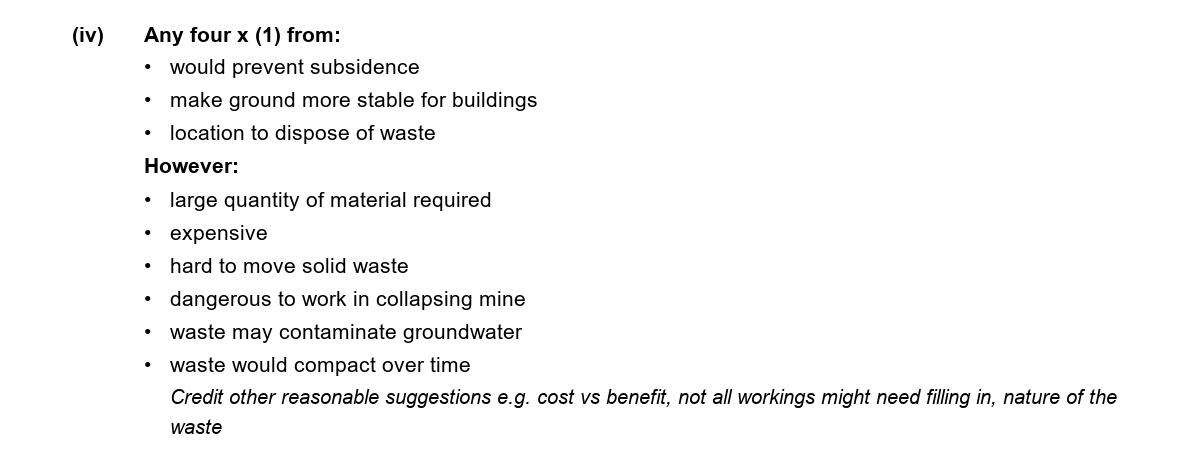 (iv) Any four x (1) from:
• would prevent subsidence
• make ground more stable for buildings
• location to dispose of waste
However:
• large quantity of material required
• expensive
• hard to move solid waste
• dangerous to work in collapsing mine
• waste may contaminate groundwater
• waste would compact over time
Credit other reasonable suggestions e.g. cost vs benefit, not all workings might need filling in, nature of the
waste